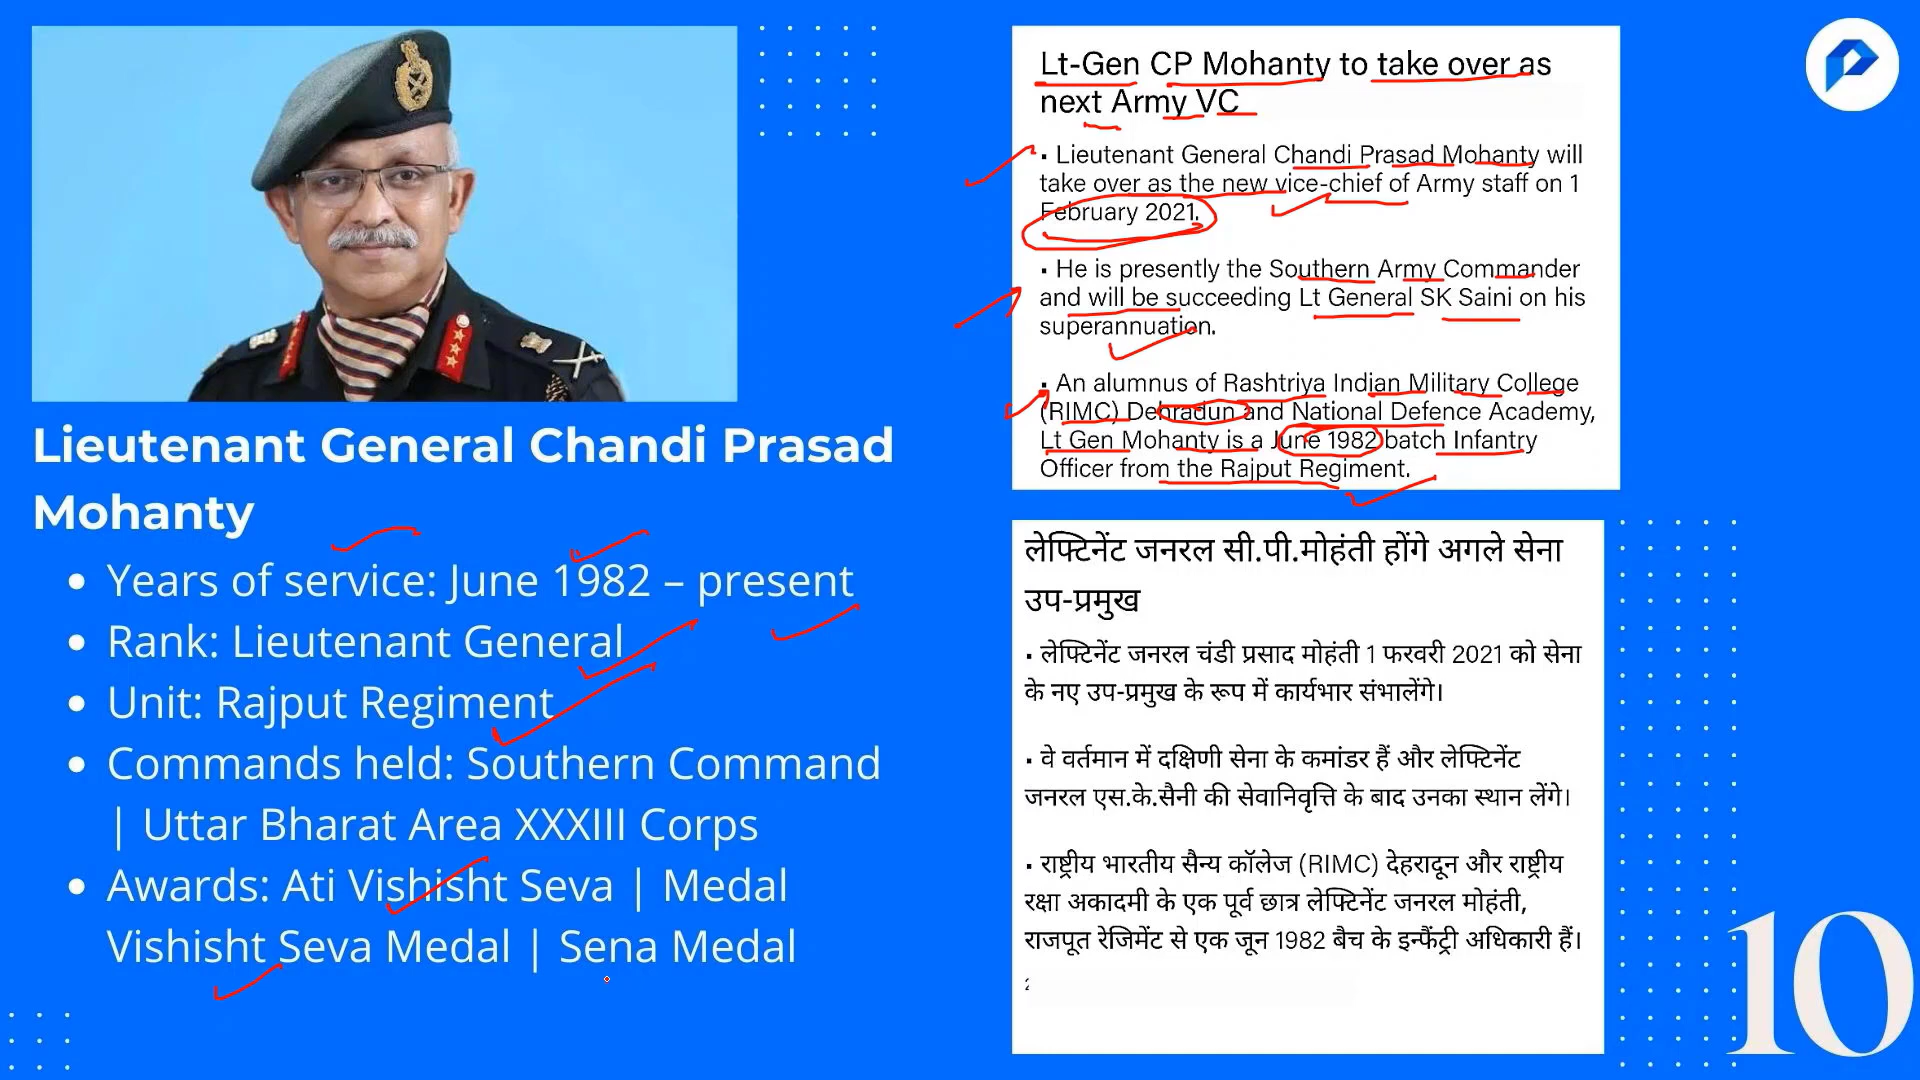 Lieutenant General Chandi Prasad
Mohanty
• Years of service: June 1982 – present
• Rank: Lieutenant General
• Unit: Rajput Regiment
• Commands held: Southern Command
| Uttar Bharat Area XXXIII Corps
• Awards: Ati Vishisht Seva | Medal
Vishisht Seva Medal | Sena Medal
Lt-Gen CP Mohanty to take over as
next Army VC
• Lieutenant General Chandi Prasad Mohanty will
take over as the new vice-chief of Army staff on 1
February 2021.
• He is presently the Southern Army Commander
and will be succeeding Lt General SK Saini on his
superannuation.
• An alumnus of Rashtriya Indian Military College
(RIMC) Dehradun and National Defence Academy,
Lt Gen Mohanty is a June 1982 batch Infantry
Officer from the Rajput Regiment.
लेफ्टिनेंट जनरल सी.पी.मोहंती होंगे अगले सेना
उप-प्रमुख
• लेफ्टिनेंट जनरल चंडी प्रसाद मोहंती 1 फरवरी 2021 को सेना
के नए उप-प्रमुख के रूप में कार्यभार संभालेंगे।
• वे वर्तमान में दक्षिणी सेना के कमांडर हैं और लेफ्टिनेंट
जनरल एस.के.सैनी की सेवानिवृत्ति के बाद उनका स्थान लेंगे।
• राष्ट्रीय भारतीय सैन्य कॉलेज (RIMC) देहरादून और राष्ट्रीय
रक्षा अकादमी के एक पूर्व छात्र लेफ्टिनेंट जनरल मोहंती,
राजपूत रेजिमेंट से एक जून 1982 बैच के इन्फैंट्री अधिकारी हैं।
10